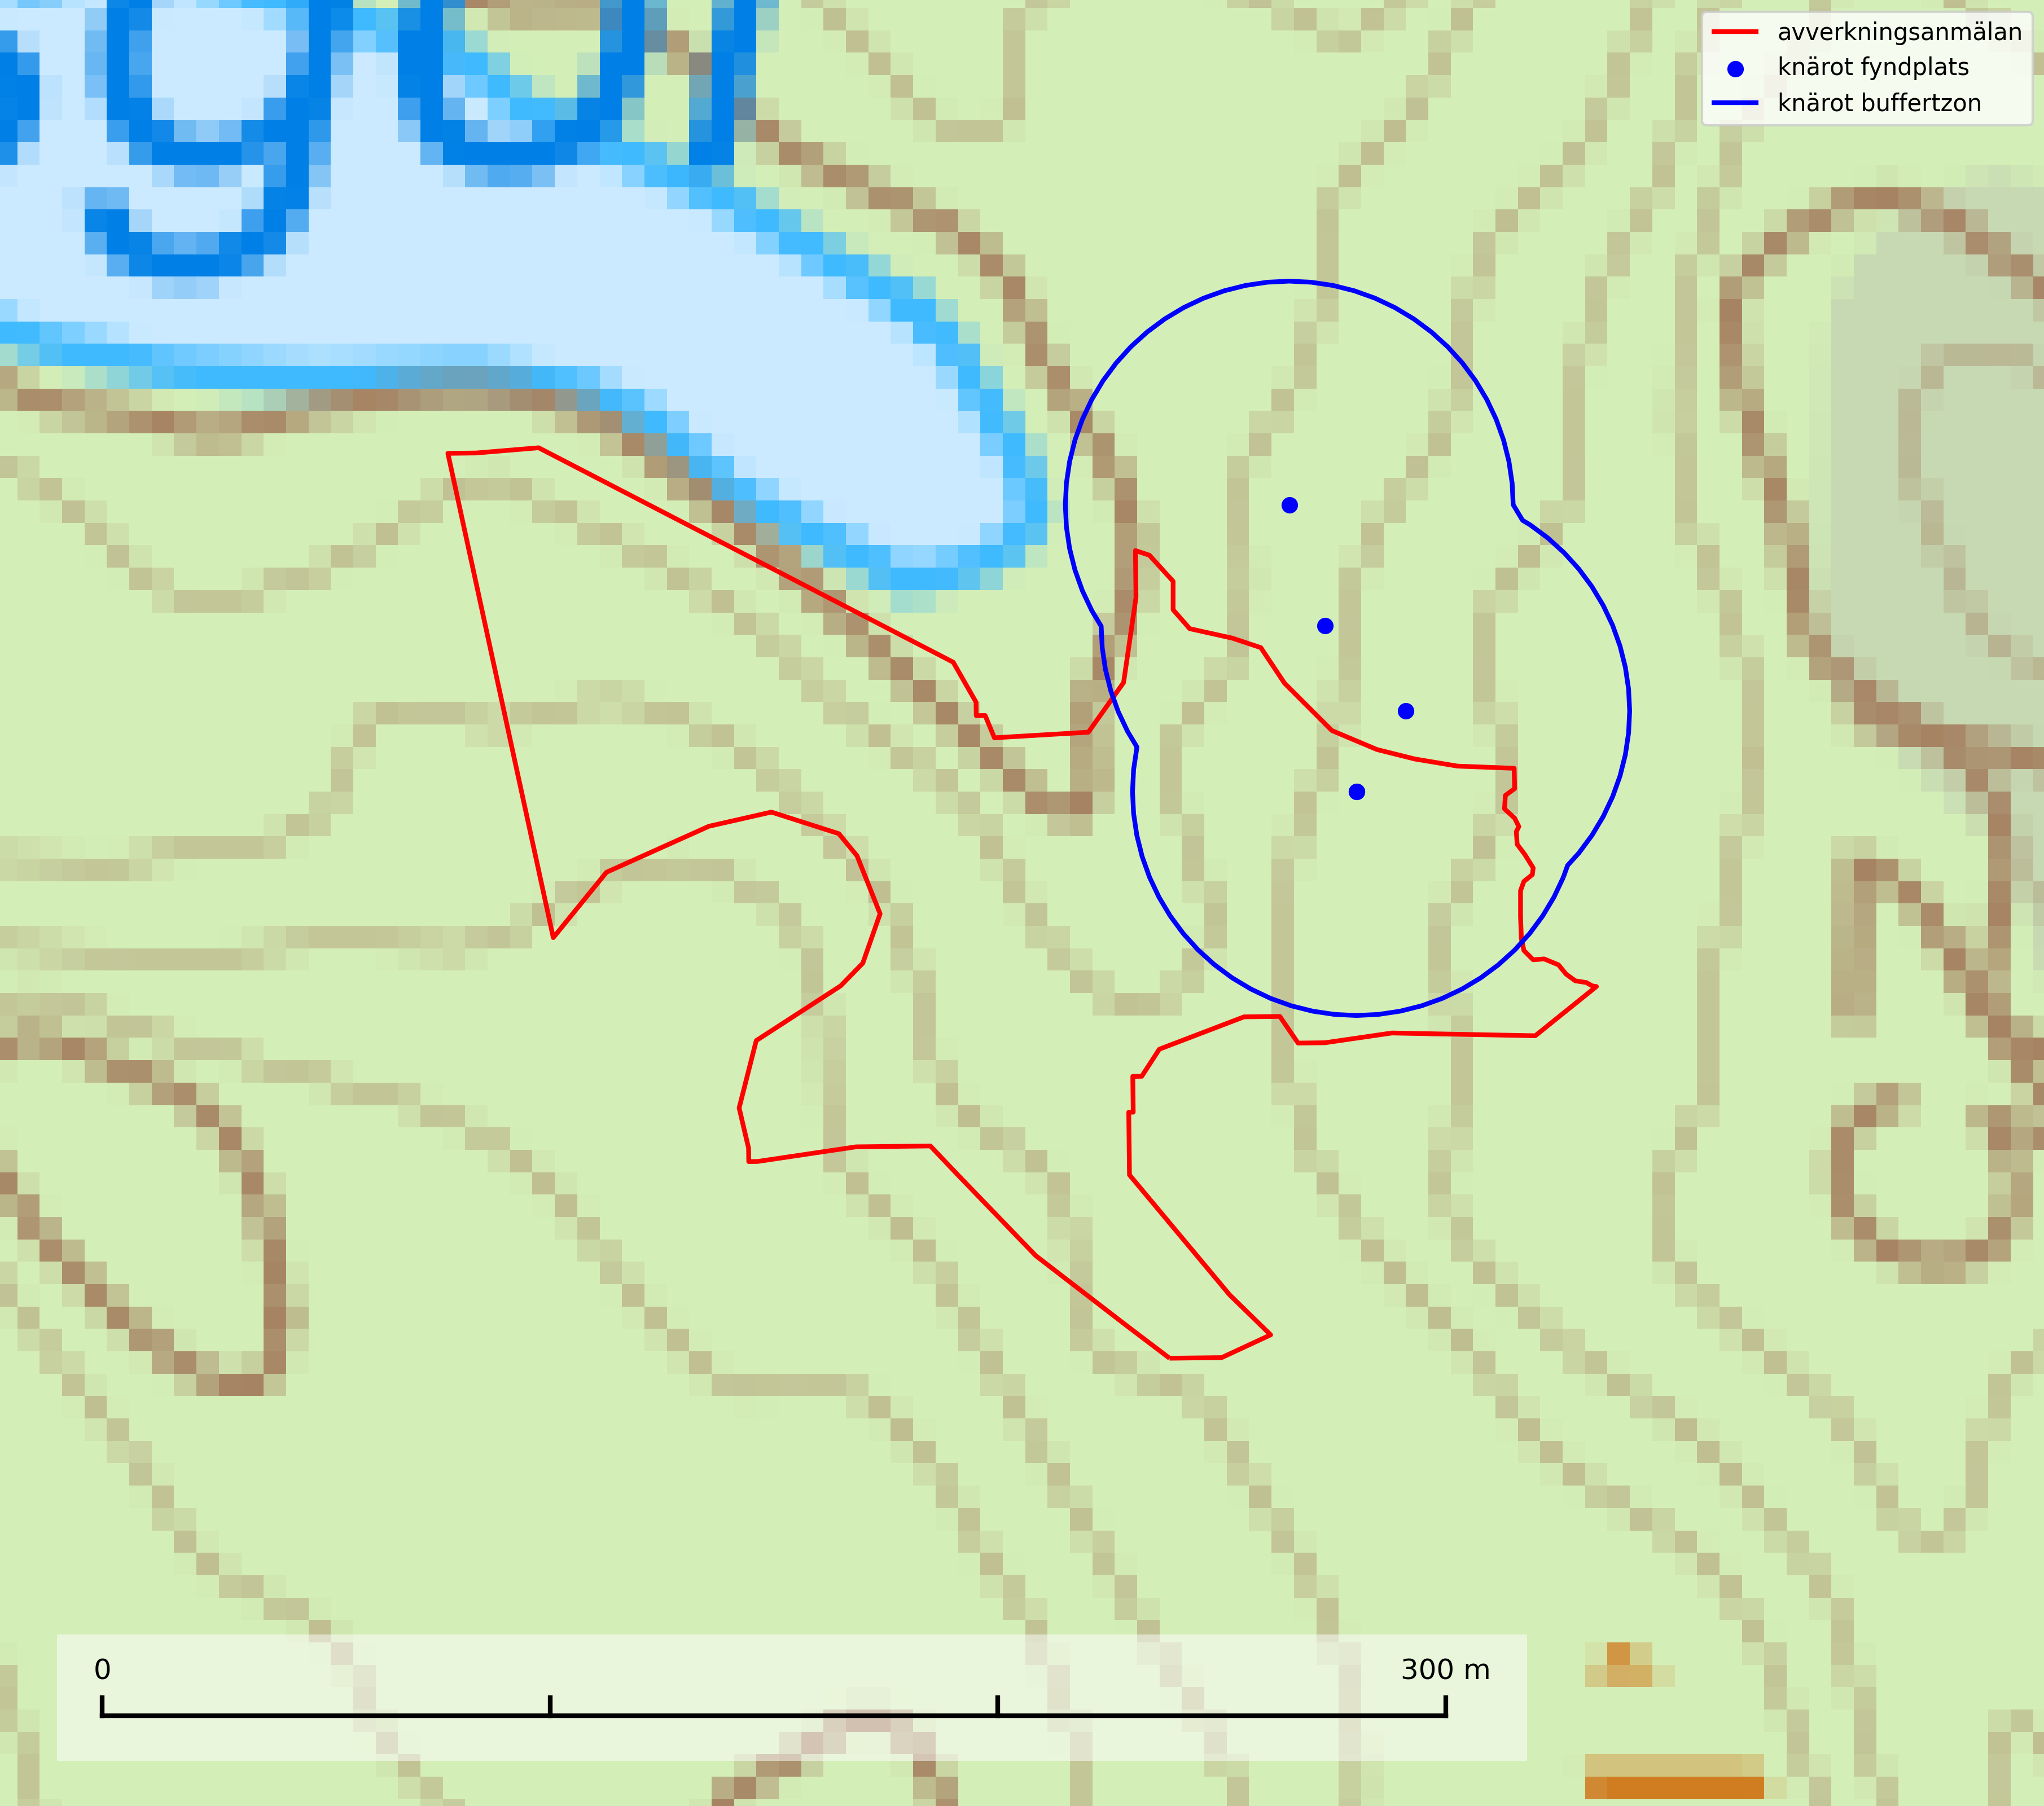 avverkningsanmälan
knärot fyndplats
knärot buffertzon
0
300 m